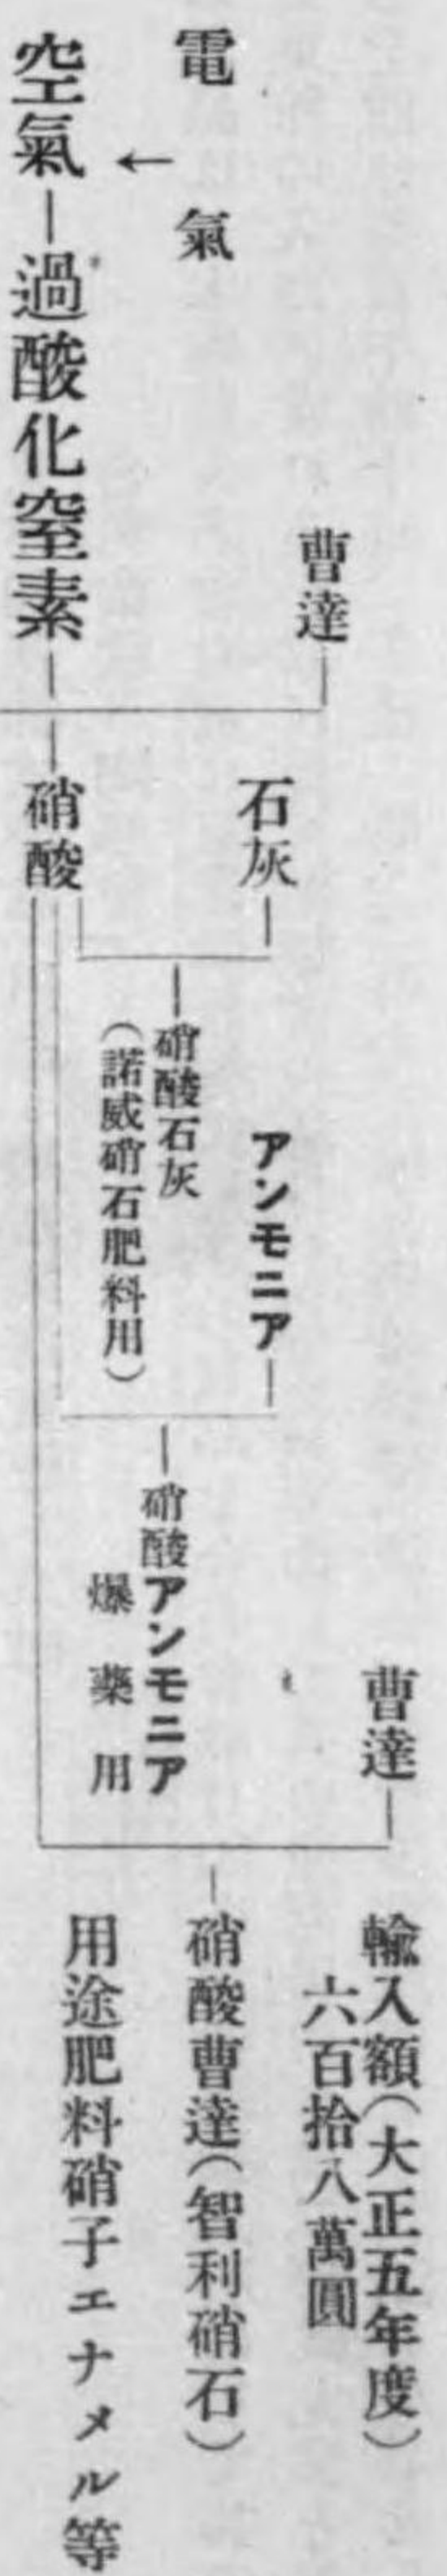 電氣
←
空氣―過酸化窒素
曹達
硝酸
石灰
硝酸石灰
(諾威硝石肥料用)
アンモニア
硝酸アンモニア
爆藥用
曹達
輸入額(大正五年度)
六百拾八萬圓
硝酸曹達(智利硝石)
用途肥料硝子エナメル等